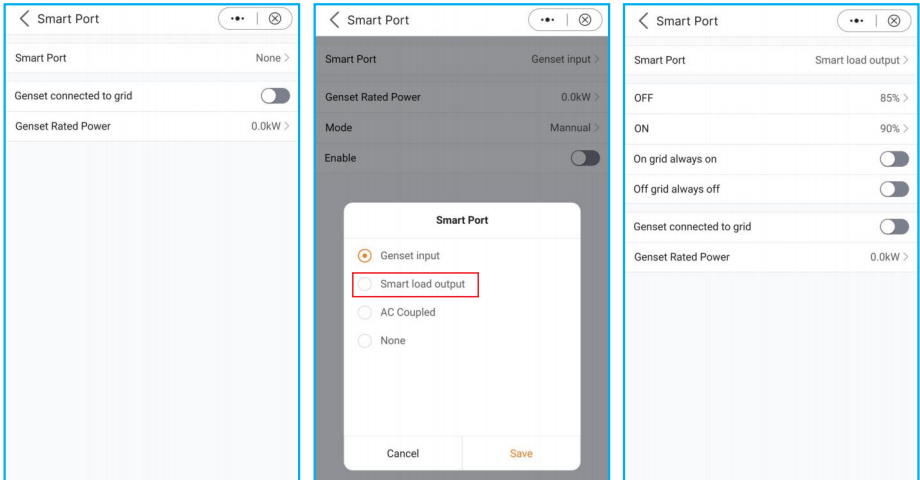 Smart Port
Smart Port None >
Genset connected to grid
Genset Rated Power 0.0kW >
Smart Port
Smart Port Genset input >
Genset Rated Power 0.0kW >
Mode Mannual >
Enable
Smart Port
Genset input
Smart load output
AC Coupled
None
Cancel Save
Smart Port
Smart Port Smart load output >
OFF 85% >
ON 90% >
On grid always on
Off grid always off
Genset connected to grid
Genset Rated Power 0.0kW >